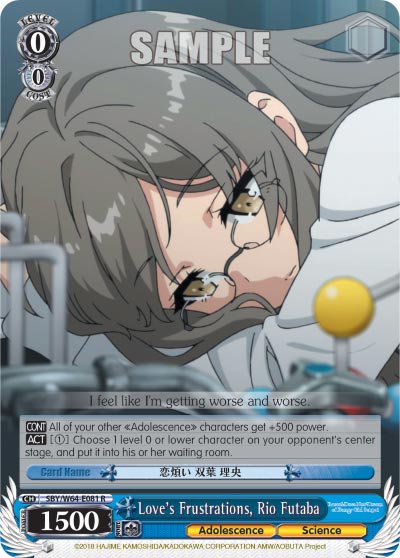 LEVEL
0
0
COST
SAMPLE
I feel like I'm getting worse and worse.
CONT All of your other «Adolescence» characters get +500 power.
ACT [①] Choose 1 level 0 or lower character on your opponent's center
stage, and put it into his or her waiting room.
Card Name 恋煩い 双葉 理央
CH SBY/W64-E081 R
POWER 1500
Love's Frustrations, Rio Futaba
Adolescence Science
©2018 HAJIME KAMOSHIDA/KADOKAWA CORPORATION AMW/AOBUTA Project